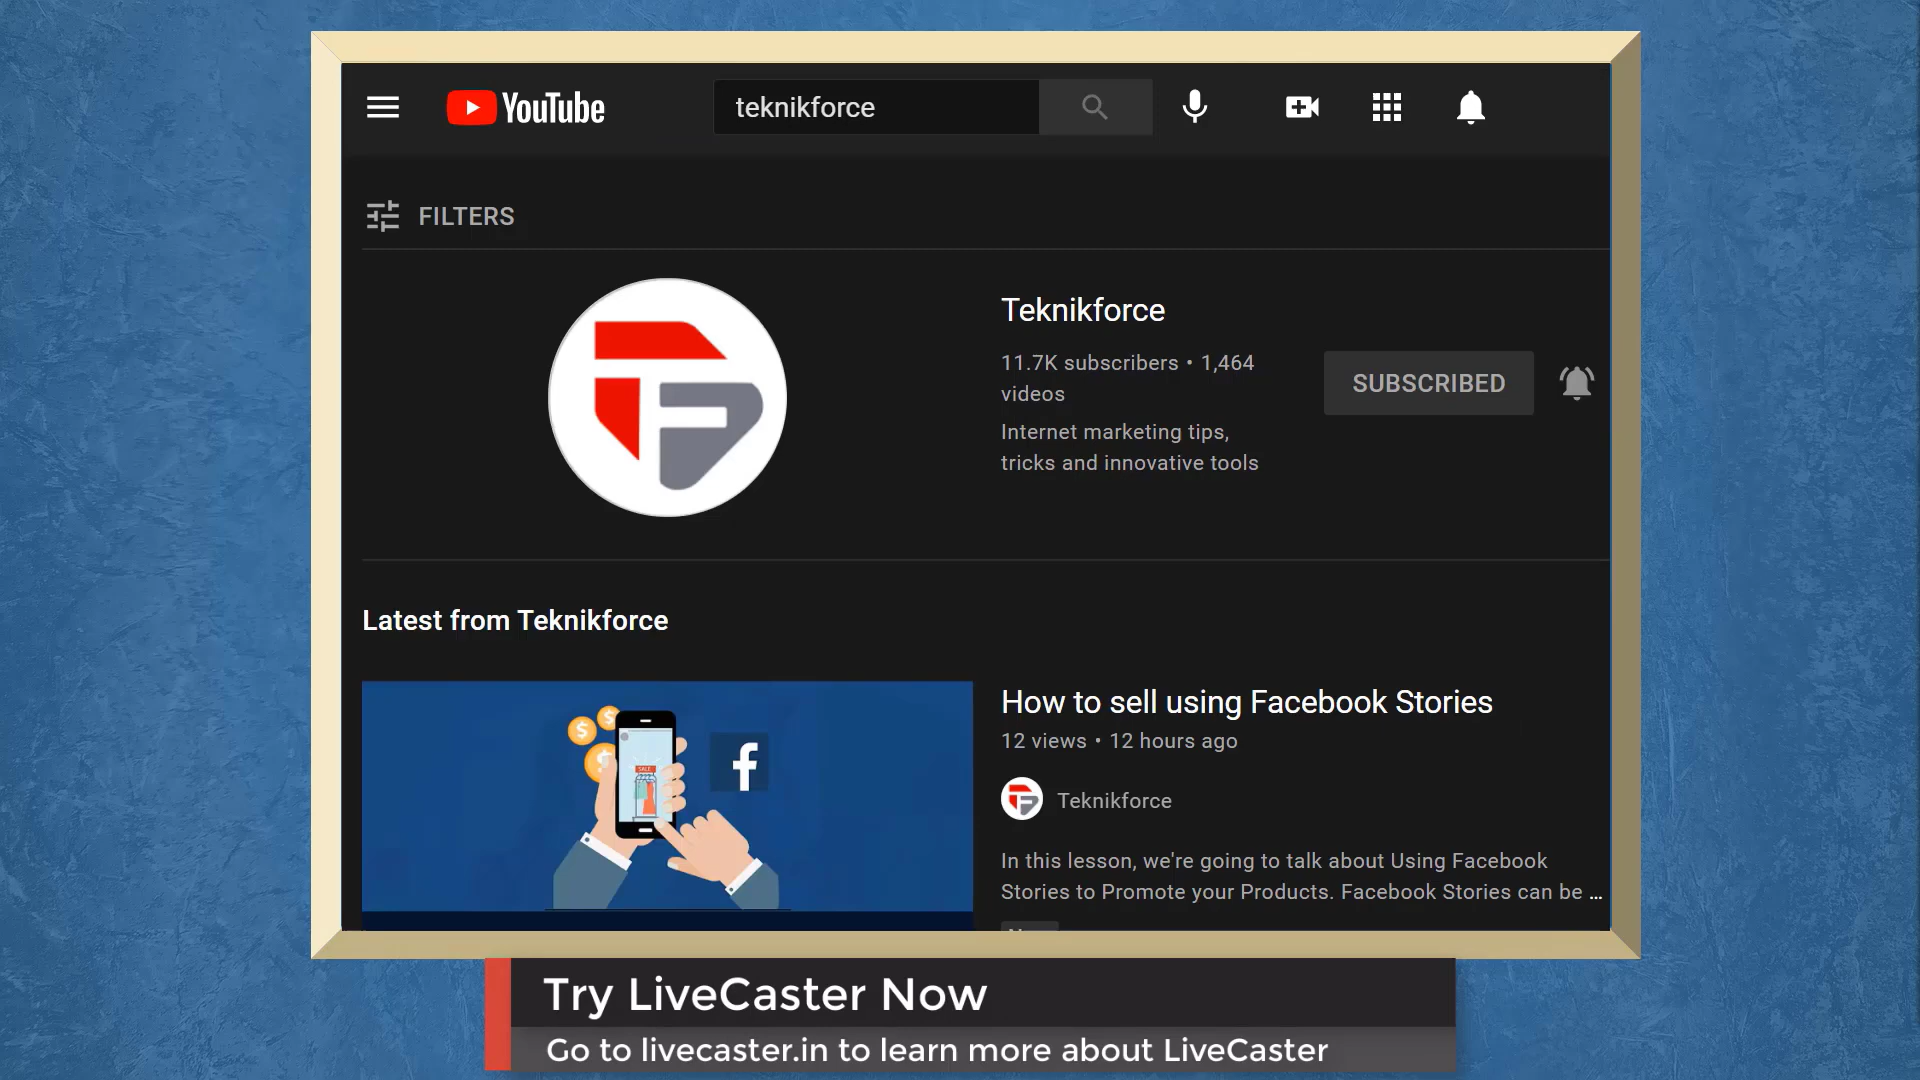 YouTube
teknikforce
FILTERS
Teknikforce
11.7K subscribers • 1,464
videos
Internet marketing tips,
tricks and innovative tools
SUBSCRIBED
Latest from Teknikforce
$
$
SALE
f
How to sell using Facebook Stories
12 views • 12 hours ago
Teknikforce
In this lesson, we're going to talk about Using Facebook
Stories to Promote your Products. Facebook Stories can be ...
Try LiveCaster Now
Go to livecaster.in to learn more about LiveCaster